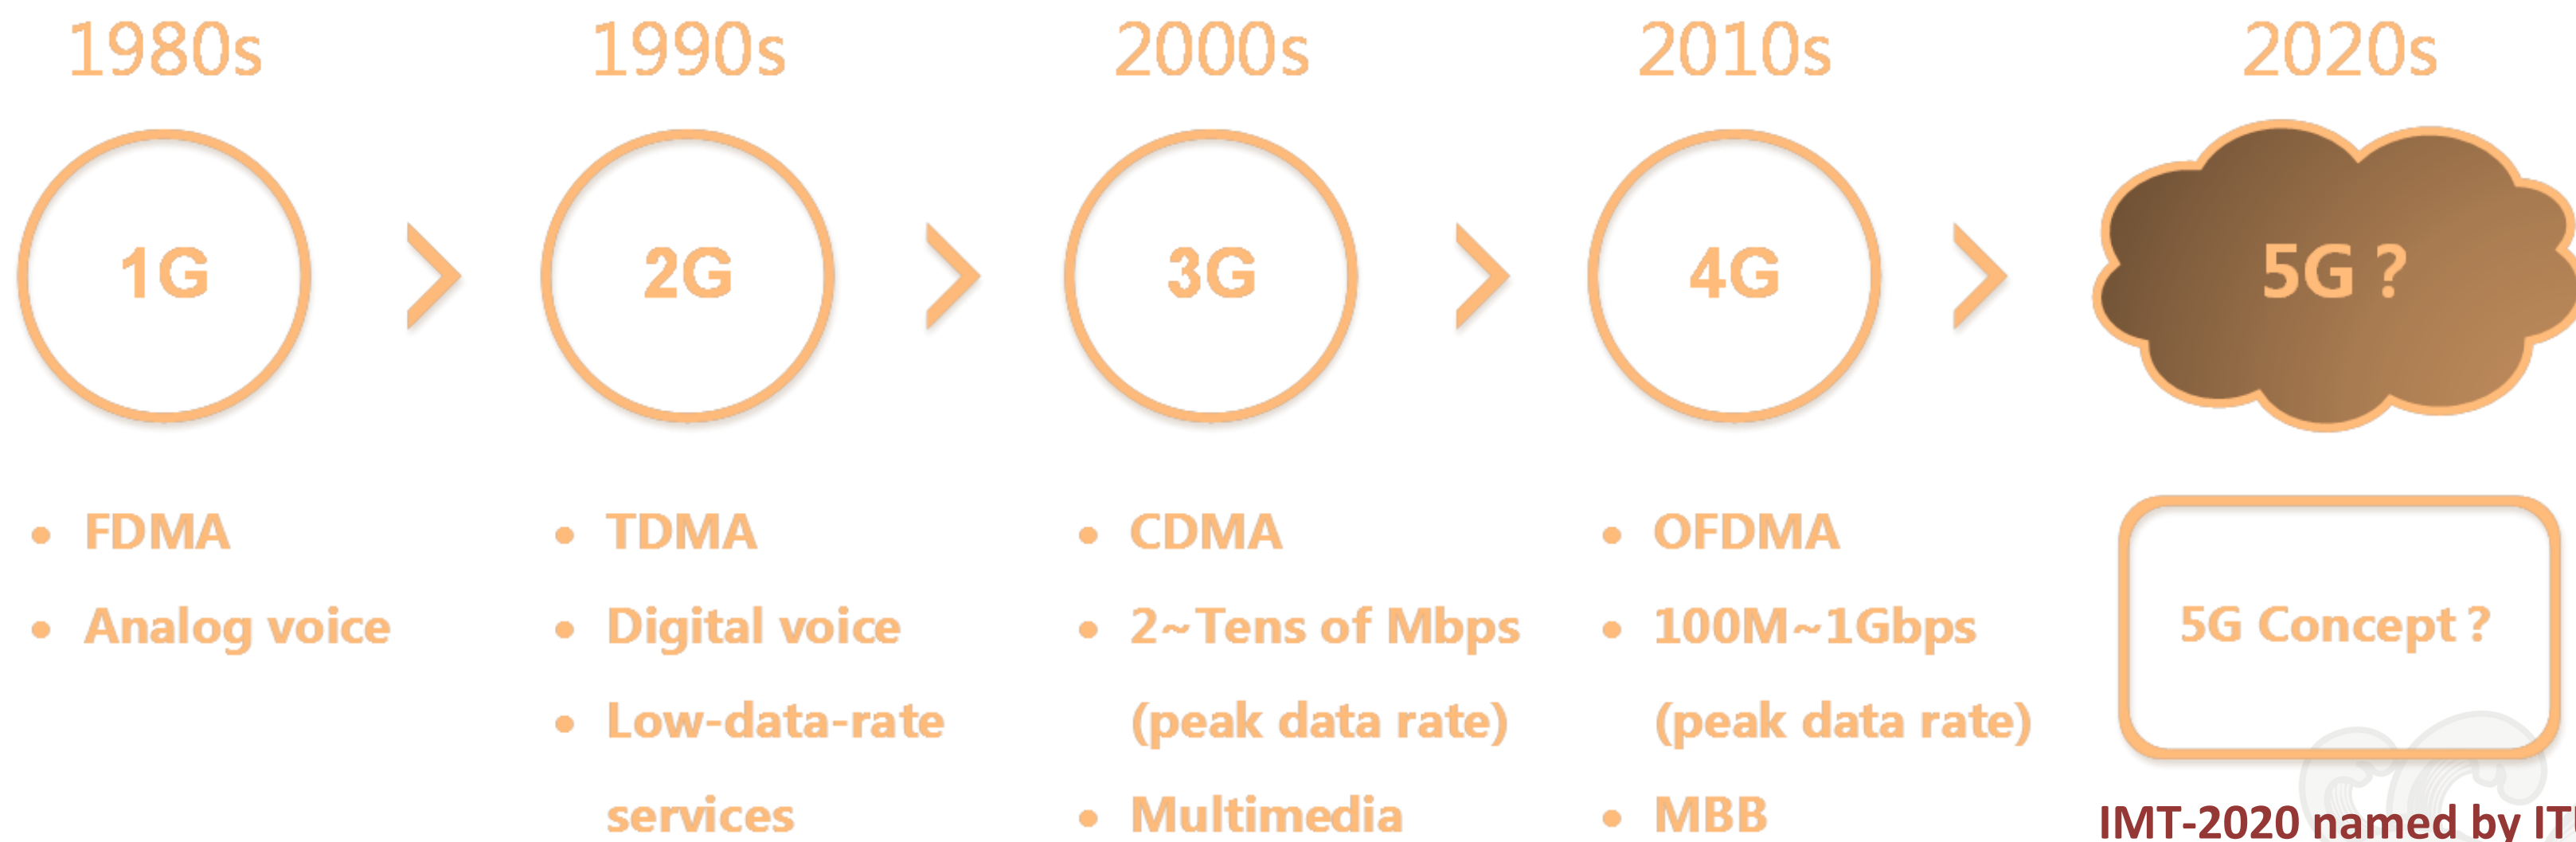 1980s
1990s
2000s
2010s
2020s
1G
2G
3G
4G
5G ?
• FDMA
• Analog voice
• TDMA
• Digital voice
• Low-data-rate
services
• CDMA
• 2~Tens of Mbps
(peak data rate)
• Multimedia
• OFDMA
• 100M~1Gbps
(peak data rate)
• MBB
5G Concept ?
IMT-2020 named by